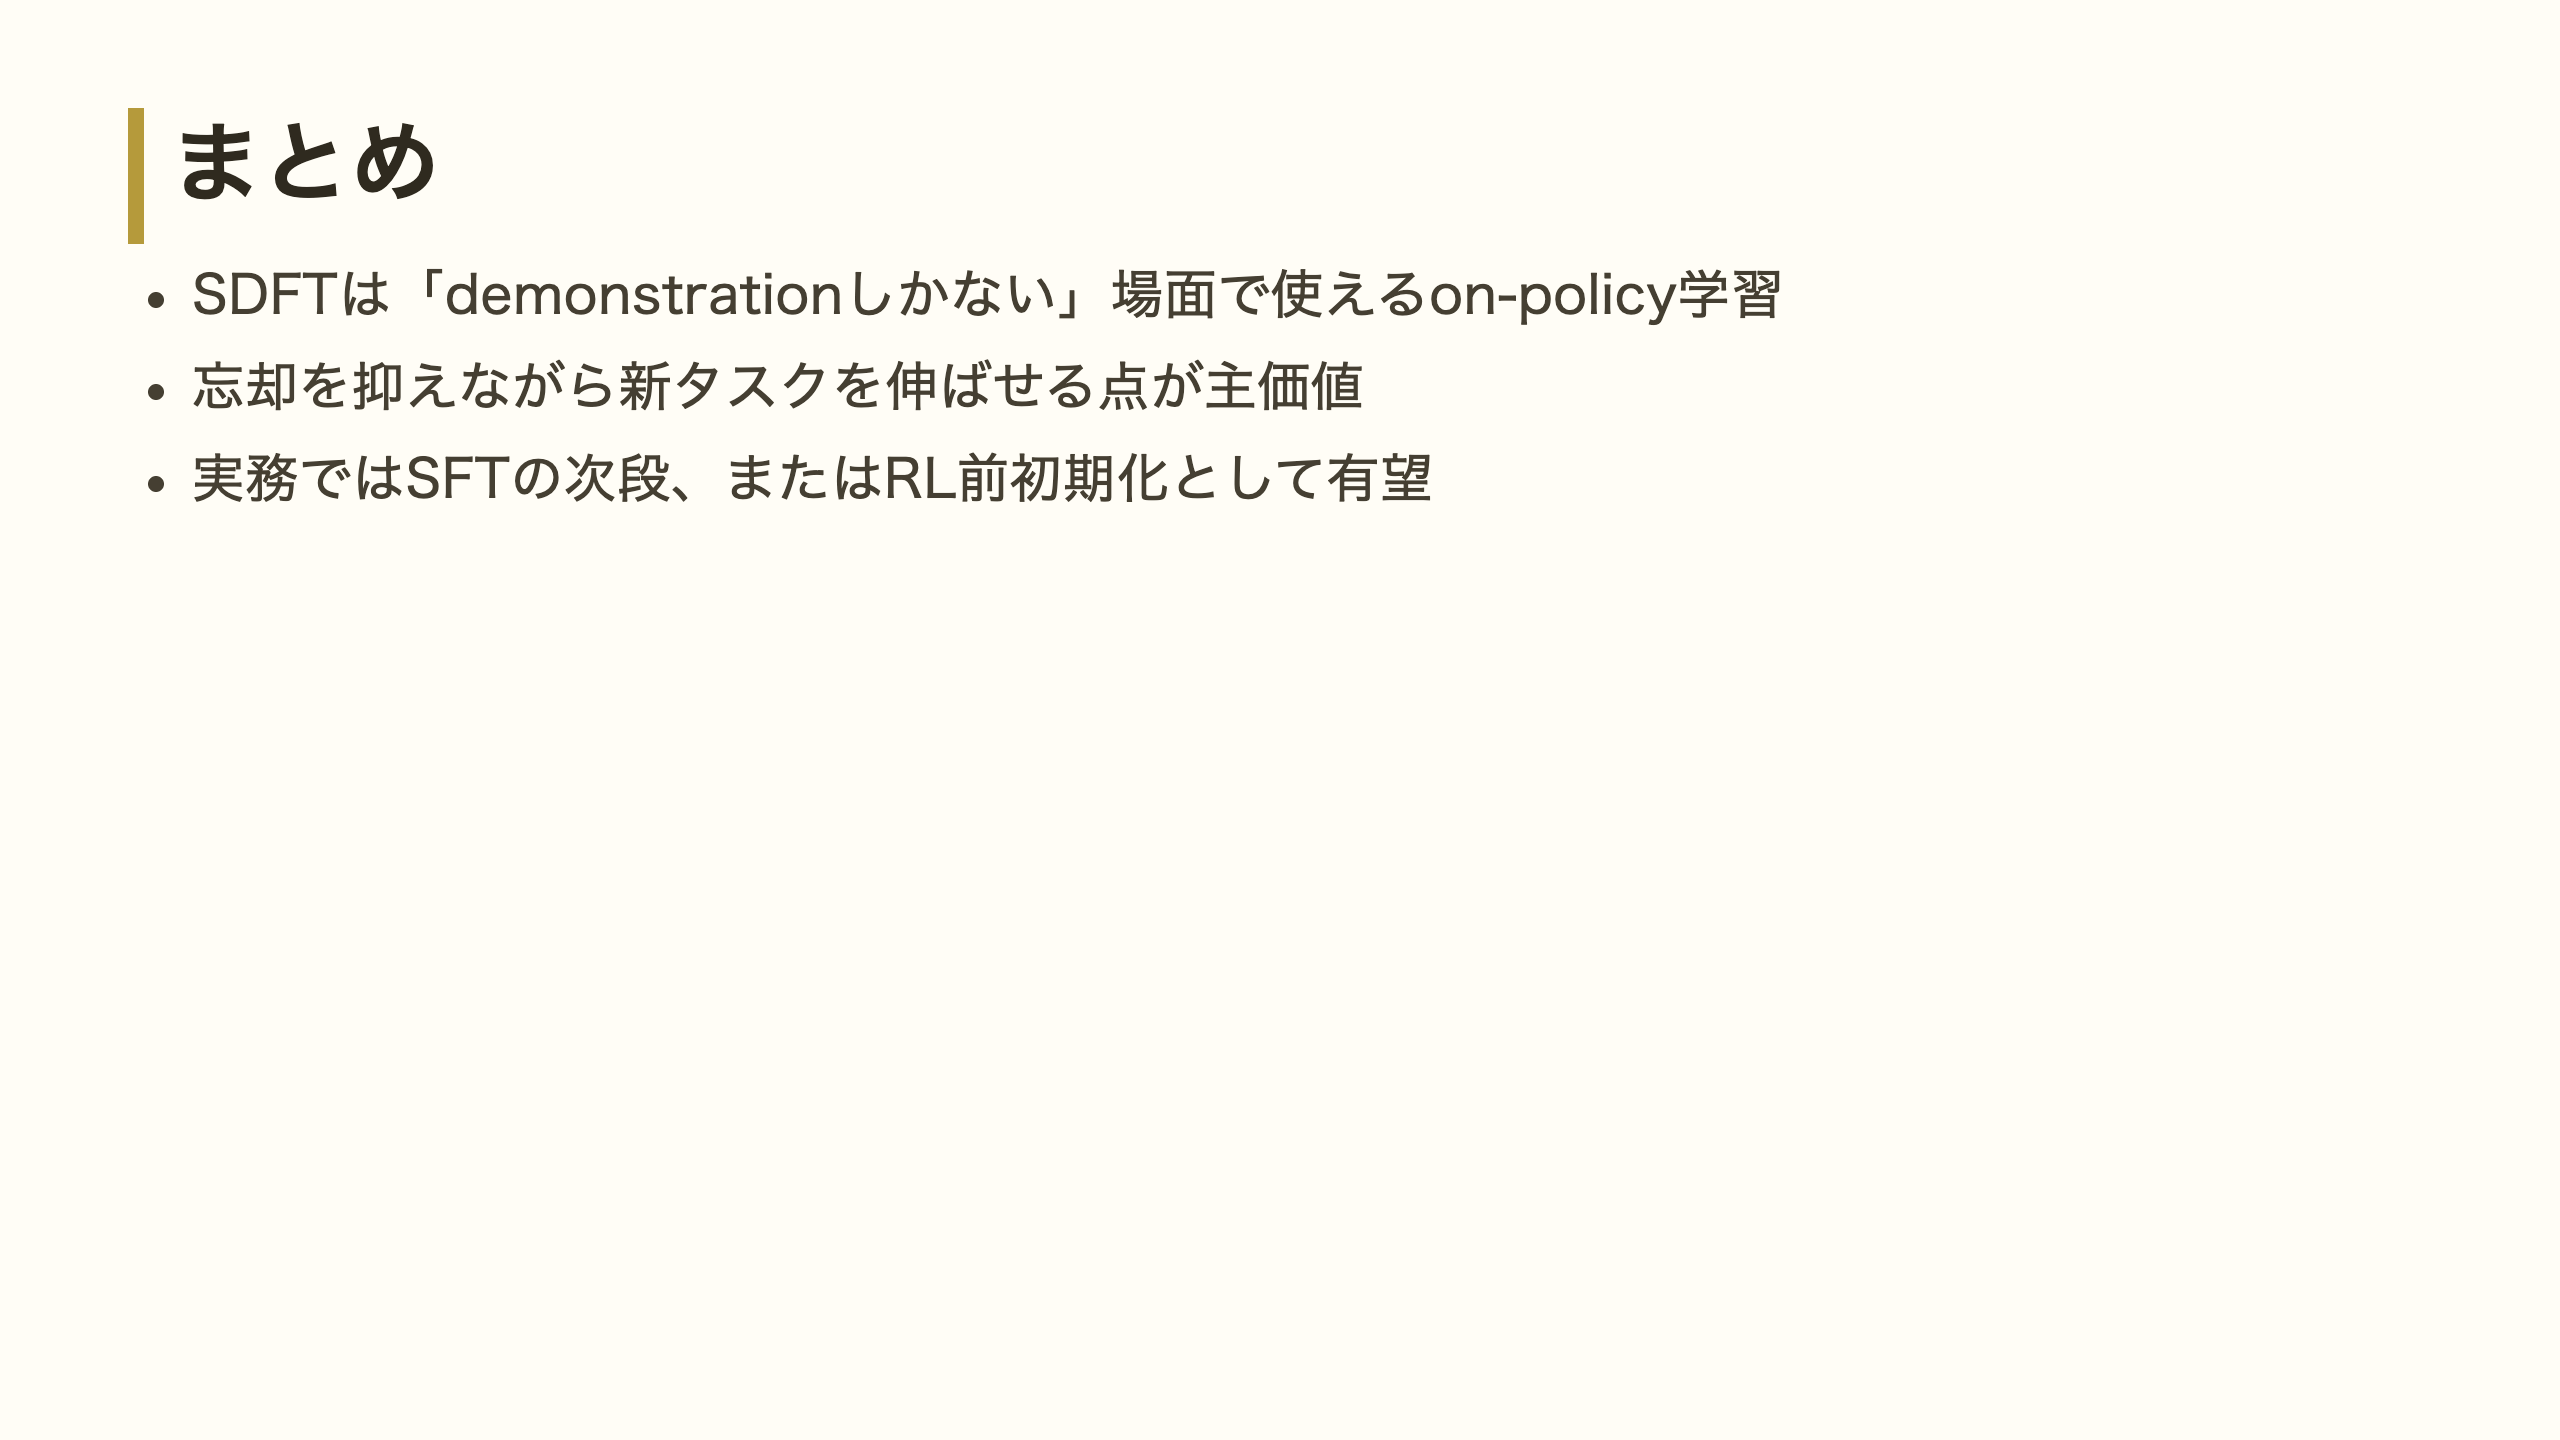 まとめ
• SDFTは「demonstrationしかない」場面で使えるon-policy学習
• 忘却を抑えながら新タスクを伸ばせる点が主価値
• 実務ではSFTの次段、またはRL前初期化として有望